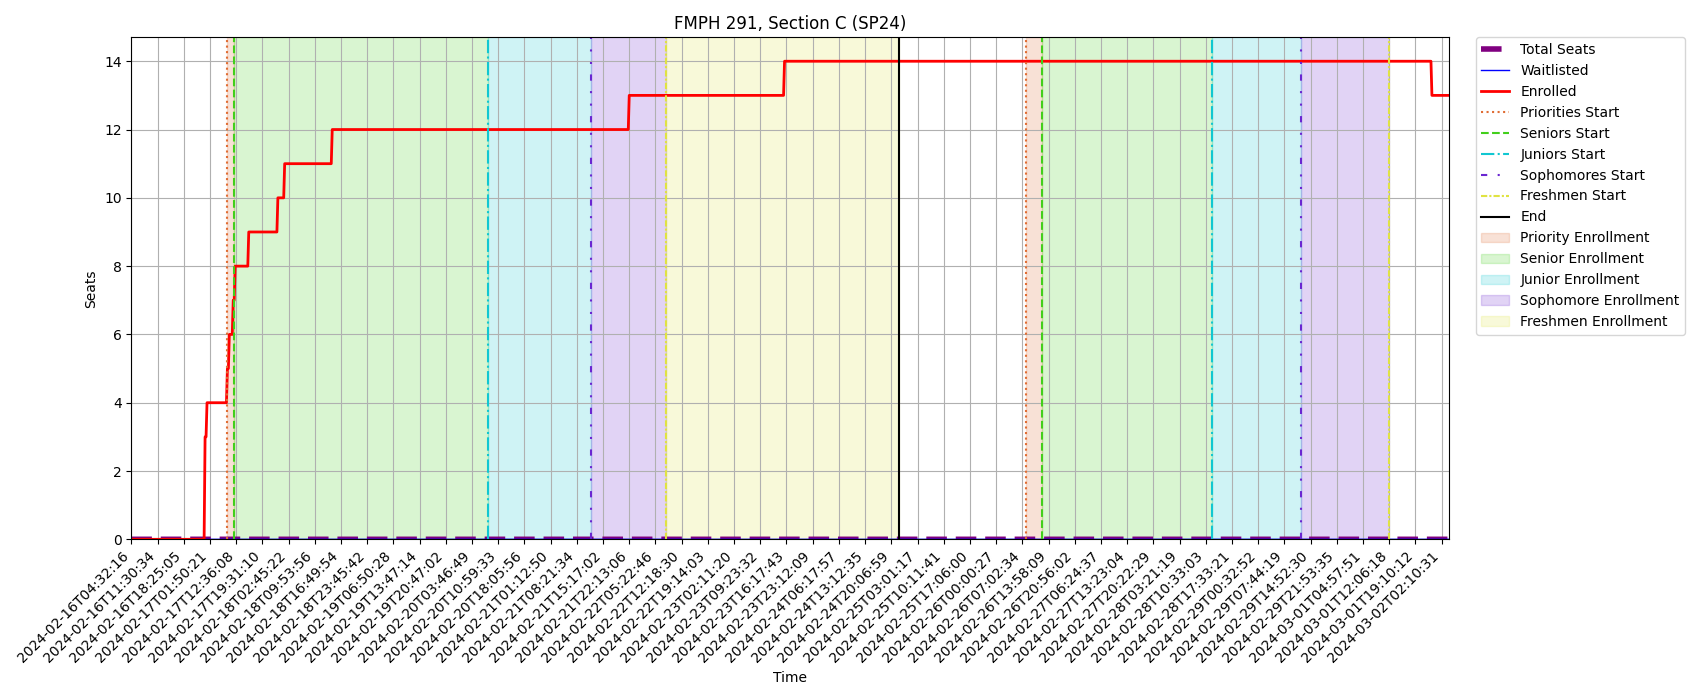 FMPH 291, Section C (SP24)
Seats
14
12
10
8
6
4
2
0
2024-02-16T04:32:16
2024-02-16T11:30:34
2024-02-16T18:25:05
2024-02-17T01:50:21
2024-02-17T12:36:08
2024-02-17T19:31:10
2024-02-18T02:45:22
2024-02-18T09:53:56
2024-02-18T16:49:54
2024-02-18T23:45:42
2024-02-19T06:50:28
2024-02-19T13:47:14
2024-02-19T20:47:02
2024-02-20T03:46:49
2024-02-20T10:59:33
2024-02-20T18:05:56
2024-02-21T01:12:50
2024-02-21T08:21:34
2024-02-21T15:17:02
2024-02-21T22:13:06
2024-02-22T05:22:46
2024-02-22T12:18:30
2024-02-22T19:14:03
2024-02-23T02:11:20
2024-02-23T09:23:32
2024-02-23T16:17:43
2024-02-23T23:12:09
2024-02-24T06:17:57
2024-02-24T13:12:35
2024-02-24T20:06:59
2024-02-25T03:01:17
2024-02-25T10:11:41
2024-02-25T17:06:00
2024-02-26T00:00:27
2024-02-26T07:02:34
2024-02-26T13:58:09
2024-02-26T20:56:02
2024-02-27T06:24:37
2024-02-27T13:23:04
2024-02-27T20:22:29
2024-02-28T03:21:19
2024-02-28T10:33:03
2024-02-28T17:33:21
2024-02-29T00:32:52
2024-02-29T07:44:19
2024-02-29T14:52:30
2024-02-29T21:53:35
2024-03-01T04:57:51
2024-03-01T12:06:18
2024-03-01T19:10:12
2024-03-02T02:10:31
Time
Total Seats
Waitlisted
Enrolled
Priorities Start
Seniors Start
Juniors Start
Sophomores Start
Freshmen Start
End
Priority Enrollment
Senior Enrollment
Junior Enrollment
Sophomore Enrollment
Freshmen Enrollment